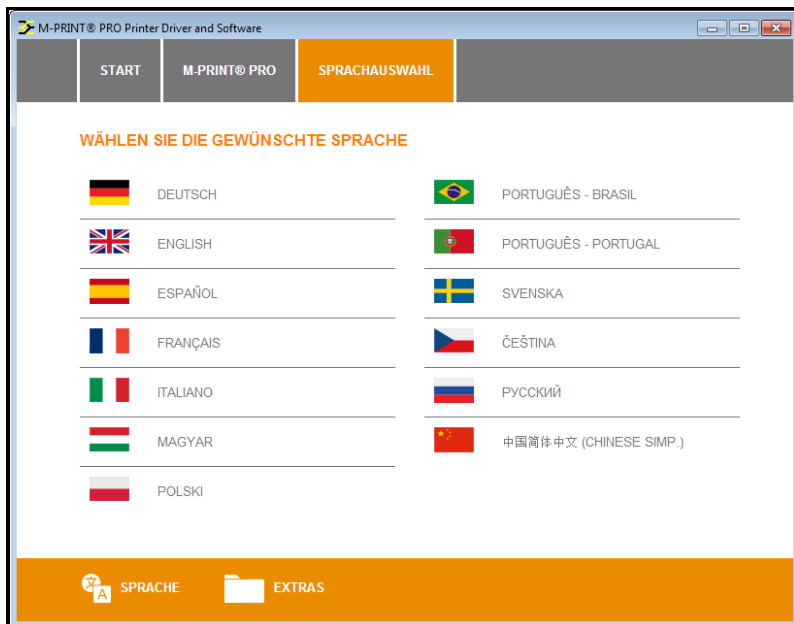 M-PRINT® PRO Printer Driver and Software
START
M-PRINT® PRO
SPRACHAUSWAHL
WÄHLEN SIE DIE GEWÜNSCHTE SPRACHE
DEUTSCH
ENGLISH
ESPAÑOL
FRANÇAIS
ITALIANO
MAGYAR
POLSKI
PORTUGUÊS - BRASIL
PORTUGUÊS - PORTUGAL
SVENSKA
ČEŠTINA
РУССКИЙ
中国简体中文 (CHINESE SIMP.)
SPRACHE
EXTRAS